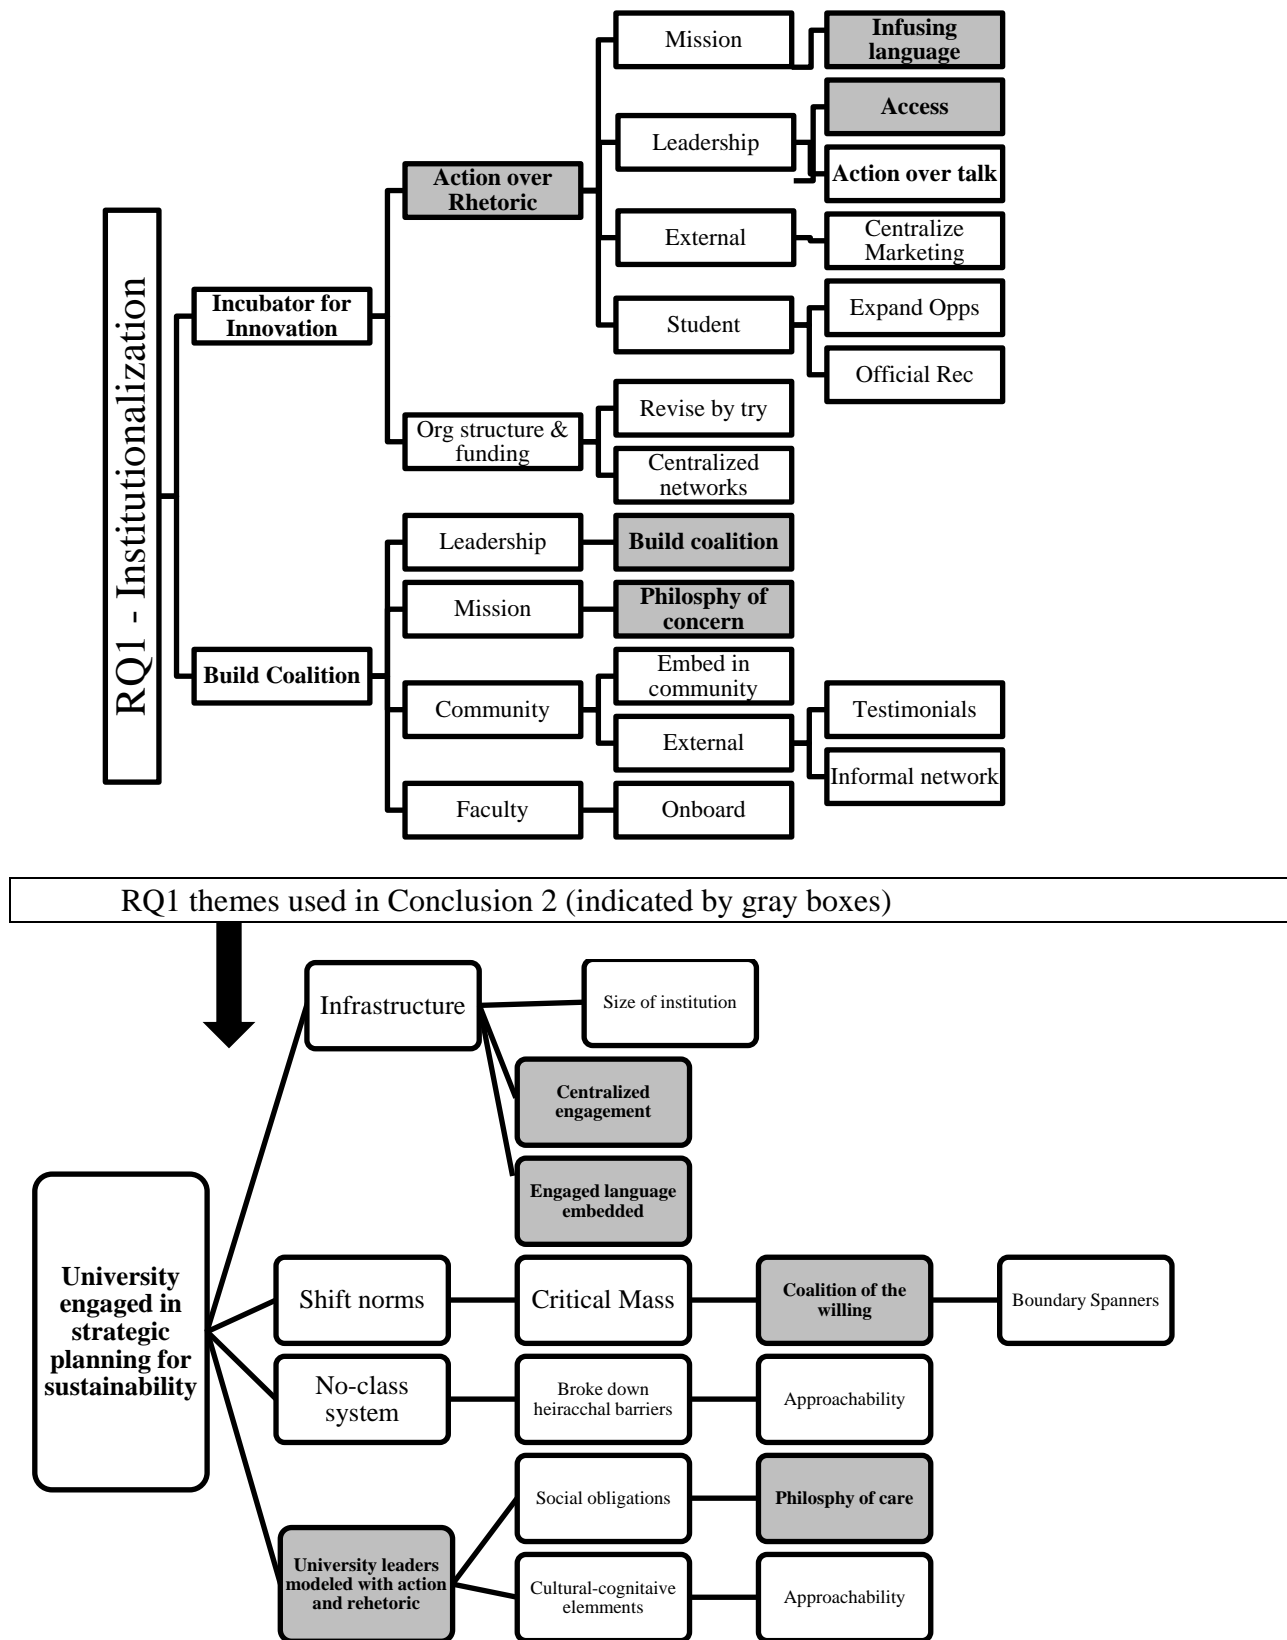 RQ1 - Institutionalization
Incubator for
Innovation
Action over
Rhetoric
Mission
Infusing
language
Leadership
Access
Action over talk
External
Centralize
Marketing
Student
Expand Opps
Official Rec
Org structure &
funding
Revise by try
Centralized
networks
Build Coalition
Leadership
Build coalition
Mission
Philosphy of
concern
Community
Embed in
community
External
Testimonials
Informal network
Faculty
Onboard
RQ1 themes used in Conclusion 2 (indicated by gray boxes)
University
engaged in
strategic
planning for
sustainability
Infrastructure
Size of institution
Centralized
engagement
Engaged language
embedded
Shift norms
Critical Mass
Coalition of the
willing
Boundary Spanners
No-class
system
Broke down
heiracchal barriers
Approachability
University leaders
modeled with action
and rehetoric
Social obligations
Philosphy of care
Cultural-cognitaive
elemments
Approachability